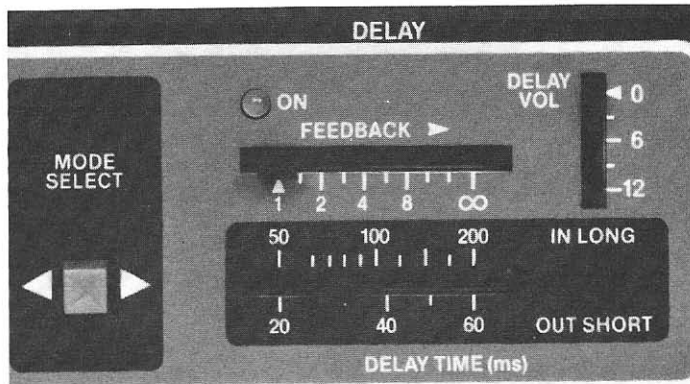 DELAY
MODE
SELECT
ON
FEEDBACK ►
1 2 4 8 ∞
DELAY
VOL
0
6
12
50 100 200 IN LONG
20 40 60 OUT SHORT
DELAY TIME (ms)